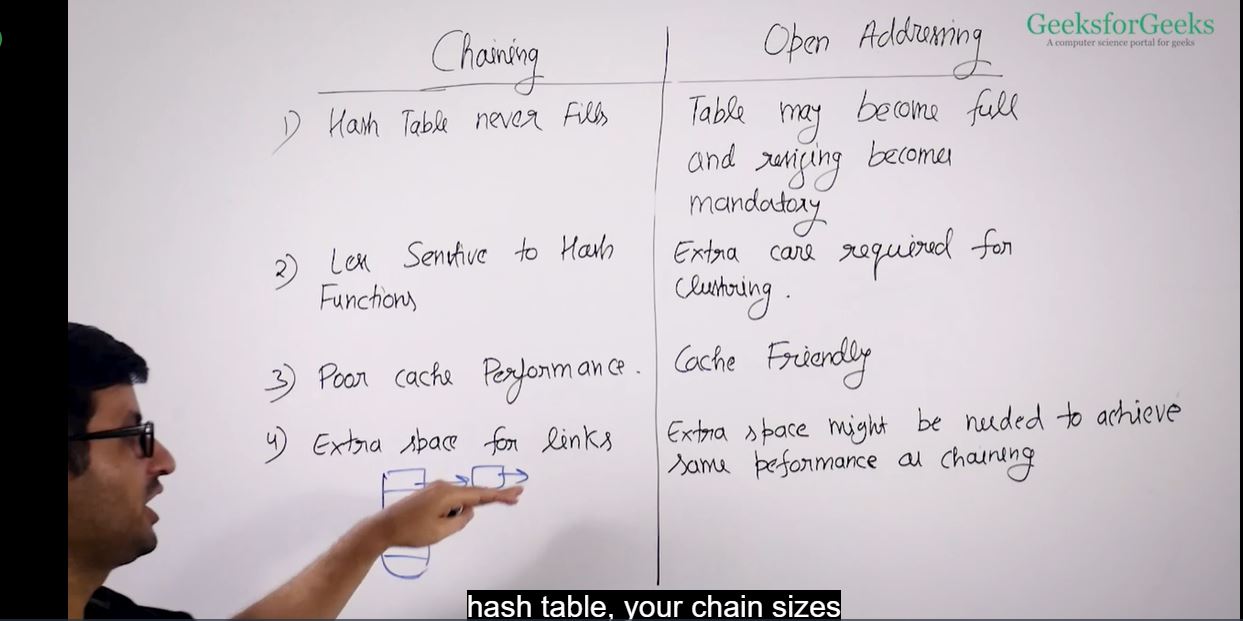 GeeksforGeeks
A computer science portal for geeks
Chaining
Open Addressing
1) Hash Table never Fills
Table may become full
and resizing becomes
mandatory
2) Less Sensitive to Hash
Functions
Extra care required for
Clustering.
3) Poor cache Performance.
Cache Friendly
4) Extra space for links
Extra space might be needed to achieve
same peformance as chaining
hash table, your chain sizes